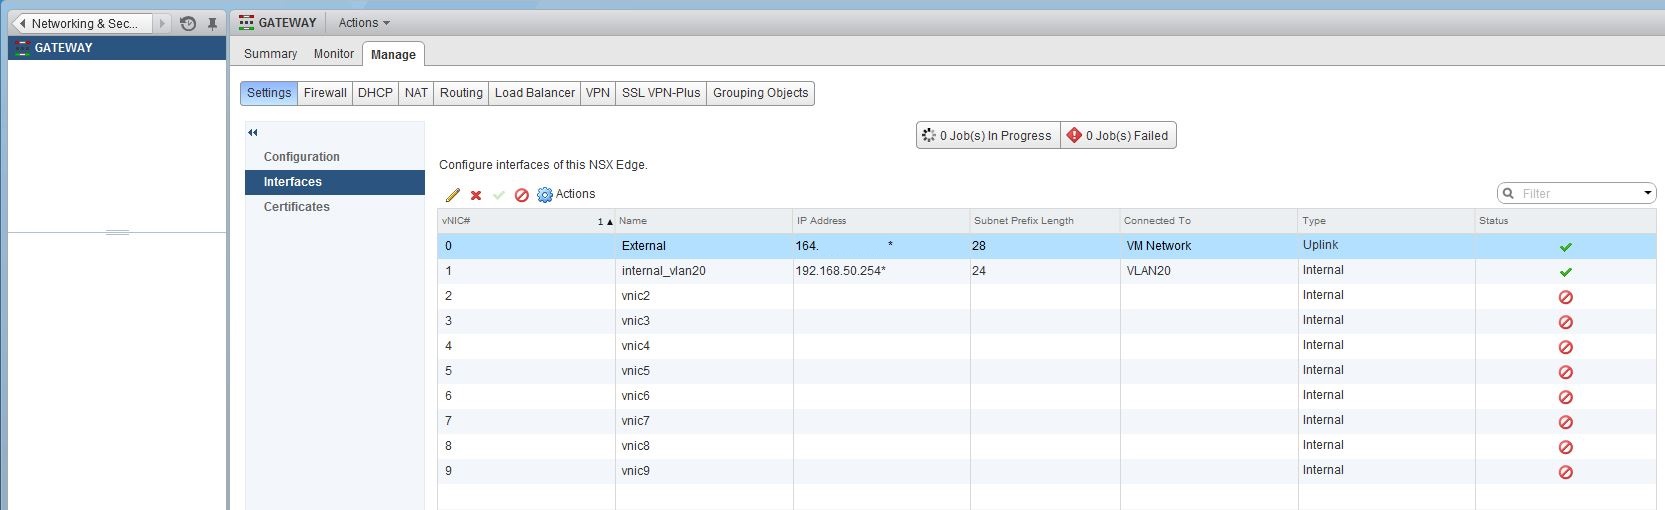 Networking & Sec...
GATEWAY
GATEWAY Actions
Summary Monitor Manage
Settings Firewall DHCP NAT Routing Load Balancer VPN SSL VPN-Plus Grouping Objects
Configuration
Interfaces
Certificates
0 Job(s) In Progress 0 Job(s) Failed
Configure interfaces of this NSX Edge.
Actions Filter
vNIC# 1 ▲ Name IP Address Subnet Prefix Length Connected To Type Status
0 External 164. * 28 VM Network Uplink
1 internal_vlan20 192.168.50.254* 24 VLAN20 Internal
2 vnic2 Internal
3 vnic3 Internal
4 vnic4 Internal
5 vnic5 Internal
6 vnic6 Internal
7 vnic7 Internal
8 vnic8 Internal
9 vnic9 Internal